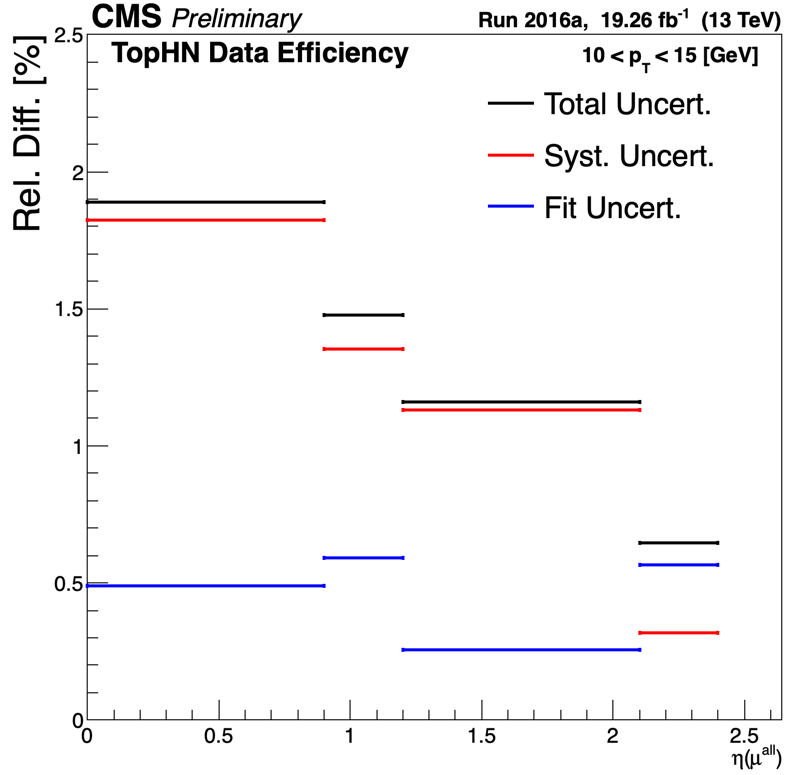 CMS Preliminary Run 2016a, 19.26 fb⁻¹ (13 TeV)
TopHN Data Efficiency 10 < p_T < 15 [GeV]
Total Uncert.
Syst. Uncert.
Fit Uncert.
Rel. Diff. [%]
2.5
2
1.5
1
0.5
0
0 0.5 1 1.5 2 2.5
η(μ^all)